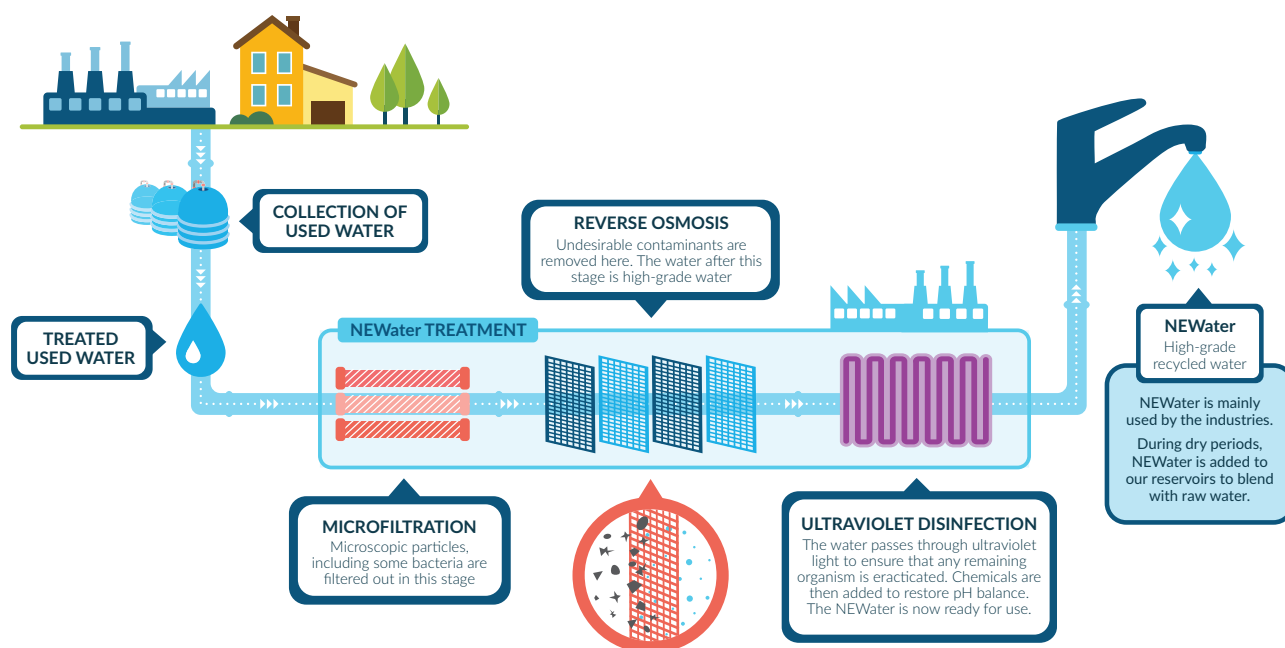 COLLECTION OF
USED WATER
TREATED
USED WATER
REVERSE OSMOSIS
Undesirable contaminants are
removed here. The water after this
stage is high-grade water
NEWater TREATMENT
MICROFILTRATION
Microscopic particles,
including some bacteria are
filtered out in this stage
ULTRAVIOLET DISINFECTION
The water passes through ultraviolet
light to ensure that any remaining
organism is eracticated. Chemicals are
then added to restore pH balance.
The NEWater is now ready for use.
NEWater
High-grade
recycled water
NEWater is mainly
used by the industries.
During dry periods,
NEWater is added to
our reservoirs to blend
with raw water.